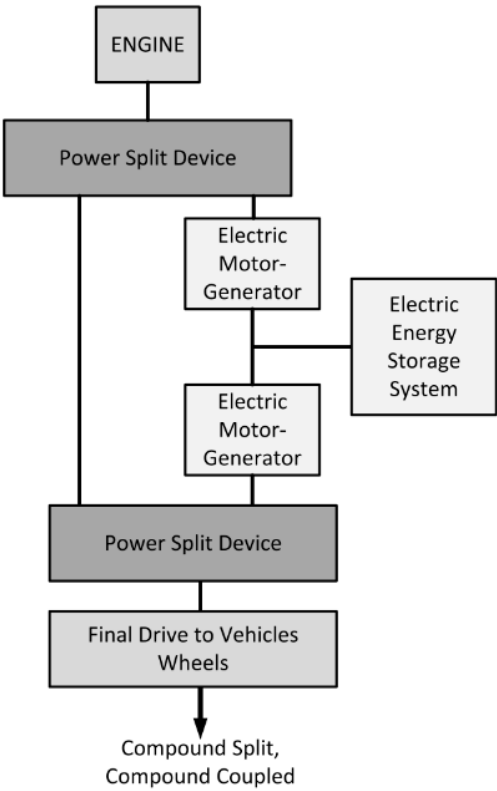 ENGINE
Power Split Device
Electric
Motor-
Generator
Electric
Energy
Storage
System
Electric
Motor-
Generator
Power Split Device
Final Drive to Vehicles
Wheels
Compound Split,
Compound Coupled